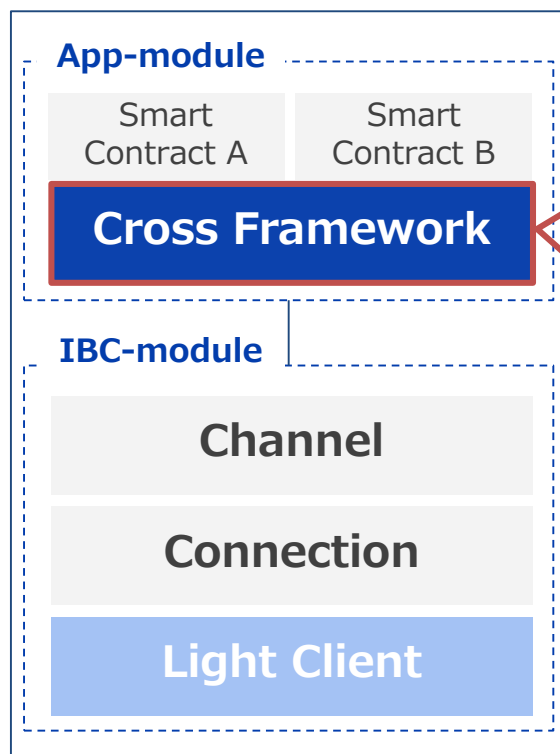 App-module
Smart
Contract A
Smart
Contract B
Cross Framework
IBC-module
Channel
Connection
Light Client